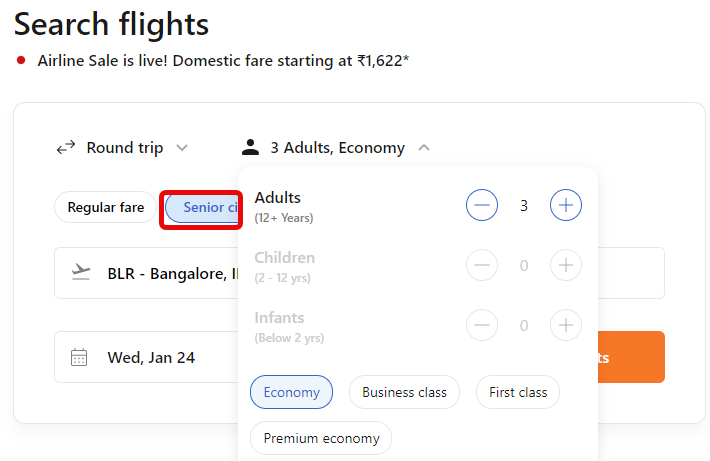 Search flights
Airline Sale is live! Domestic fare starting at ₹1,622*
Round trip
3 Adults, Economy
Regular fare
Senior ci
Adults
(12+ Years)
3
Children
(2 - 12 yrs)
0
Infants
(Below 2 yrs)
0
BLR - Bangalore, I
Wed, Jan 24
Economy
Business class
First class
Premium economy